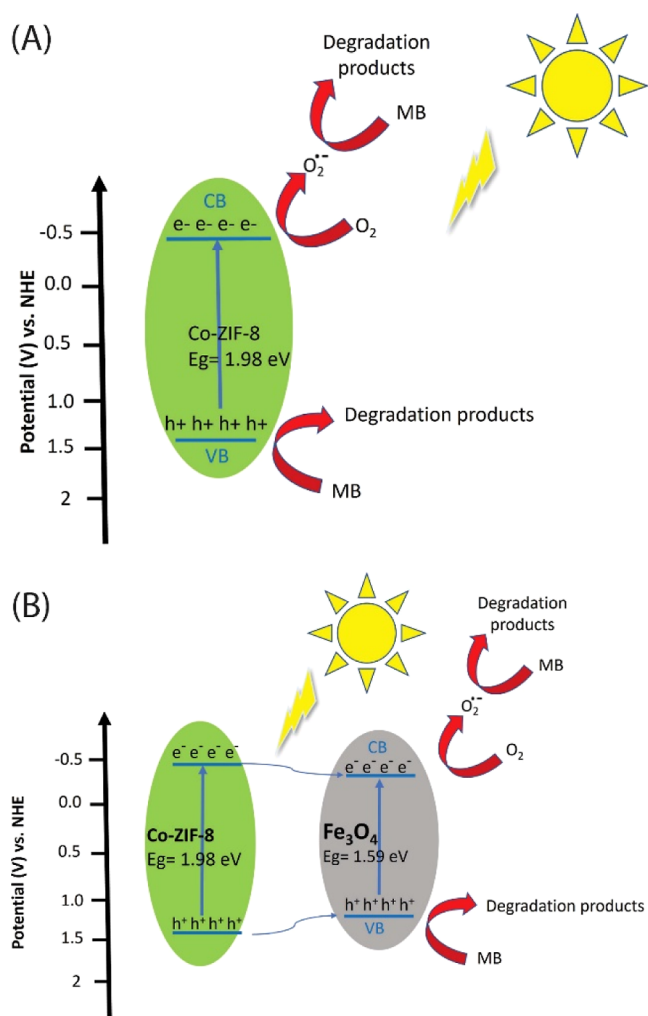 (A)
Degradation
products
MB
O₂•−
O₂
CB
e- e- e- e-
-0.5
0.0
0.5
1.0
1.5
2
Potential (V) vs. NHE
Co-ZIF-8
Eg= 1.98 eV
h+ h+ h+ h+
VB
Degradation products
MB
(B)
Degradation
products
MB
O₂•−
O₂
-0.5
0.0
0.5
1.0
1.5
2
Potential (V) vs. NHE
e⁻ e⁻ e⁻ e⁻
Co-ZIF-8
Eg= 1.98 eV
h⁺ h⁺ h⁺ h⁺
CB
e⁻ e⁻ e⁻ e⁻
Fe₃O₄
Eg= 1.59 eV
h⁺ h⁺ h⁺ h⁺
VB
Degradation products
MB